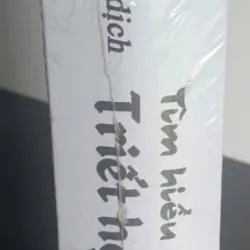 dịch
Tìm hiểu
Triết h